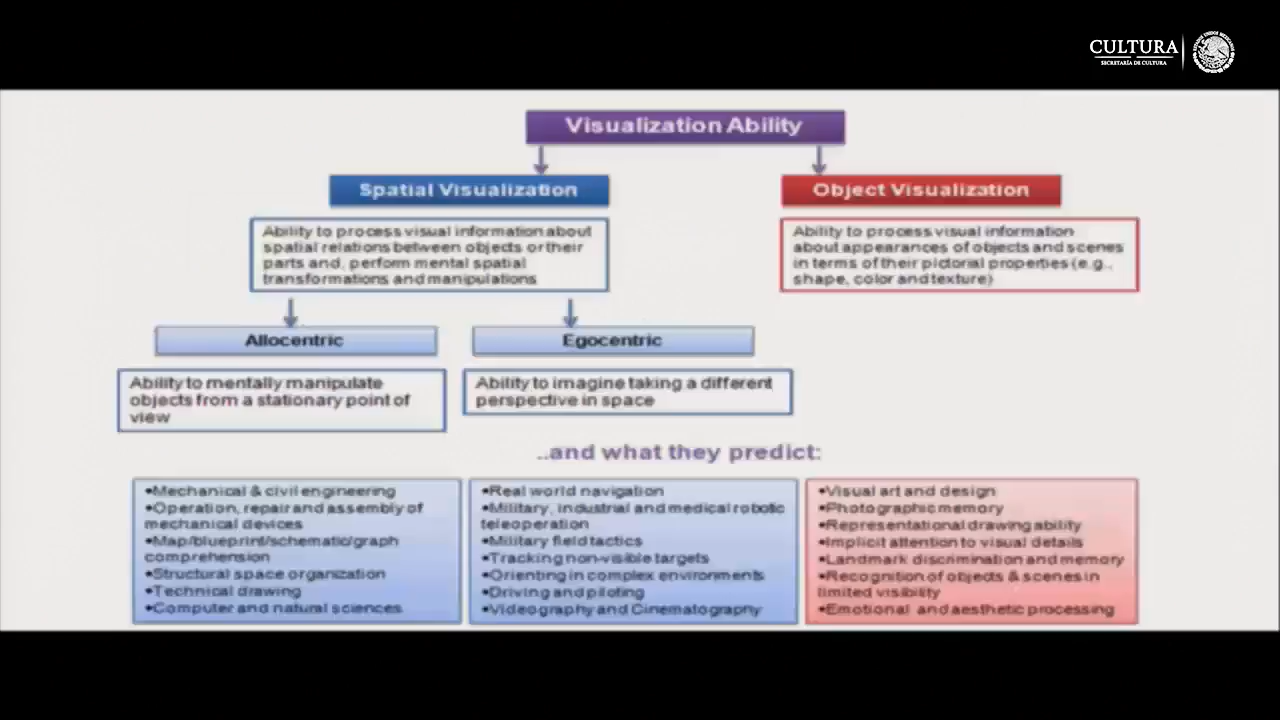 CULTURA
SECRETARÍA DE CULTURA
Visualization Ability
Spatial Visualization
Object Visualization
Ability to process visual information about
spatial relations between objects or their
parts and, perform mental spatial
transformations and manipulations
Ability to process visual information
about appearances of objects and scenes
in terms of their pictorial properties (e.g.,
shape, color and texture)
Allocentric
Egocentric
Ability to mentally manipulate
objects from a stationary point of
view
Ability to imagine taking a different
perspective in space
..and what they predict:
•Mechanical & civil engineering
•Operation, repair and assembly of
mechanical devices
•Map/blueprint/schematic/graph
comprehension
•Structural space organization
•Technical drawing
•Computer and natural sciences
•Real world navigation
•Military, industrial and medical robotic
teleoperation
•Military field tactics
•Tracking non-visible targets
•Orienting in complex environments
•Driving and piloting
•Videography and Cinematography
•Visual art and design
•Photographic memory
•Representational drawing ability
•Implicit attention to visual details
•Landmark discrimination and memory
•Recognition of objects & scenes in
limited visibility
•Emotional and aesthetic processing